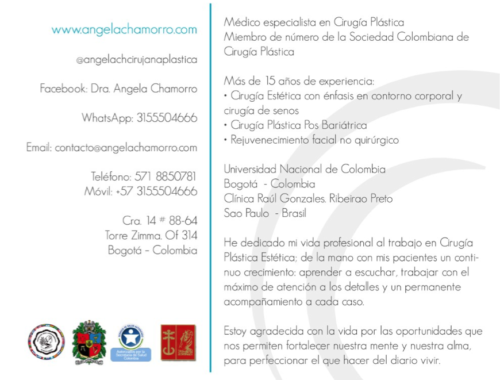 www.angelachamorro.com
@angelachcirujanaplastica
Facebook: Dra. Angela Chamorro
WhatsApp: 3155504666
Email: contacto@angelachamorro.com
Teléfono: 571 8850781
Móvil: +57 3155504666
Cra. 14 # 88-64
Torre Zimma. Of 314
Bogotá - Colombia
Médico especialista en Cirugía Plástica
Miembro de número de la Sociedad Colombiana de
Cirugía Plástica
Más de 15 años de experiencia:
• Cirugía Estética con énfasis en contorno corporal y
cirugía de senos
• Cirugía Plástica Pos Bariátrica
• Rejuvenecimiento facial no quirúrgico
Universidad Nacional de Colombia
Bogotá - Colombia
Clínica Raúl Gonzales. Ribeirao Preto
Sao Paulo - Brasil
He dedicado mi vida profesional al trabajo en Cirugía
Plástica Estética; de la mano con mis pacientes un conti-
nuo crecimiento: aprender a escuchar, trabajar con el
máximo de atención a los detalles y un permanente
acompañamiento a cada caso.
Estoy agradecida con la vida por las oportunidades que
nos permiten fortalecer nuestra mente y nuestra alma,
para perfeccionar el que hacer del diario vivir.